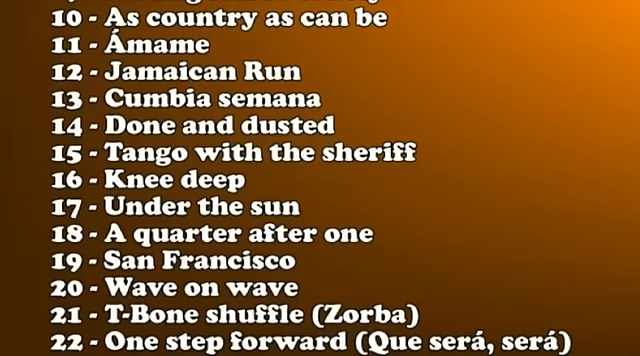 10 - As country as can be
11 - Ámame
12 - Jamaican Run
13 - Cumbia semana
14 - Done and dusted
15 - Tango with the sheriff
16 - Knee deep
17 - Under the sun
18 - A quarter after one
19 - San Francisco
20 - Wave on wave
21 - T-Bone shuffle (Zorba)
22 - One step forward (Que será, será)